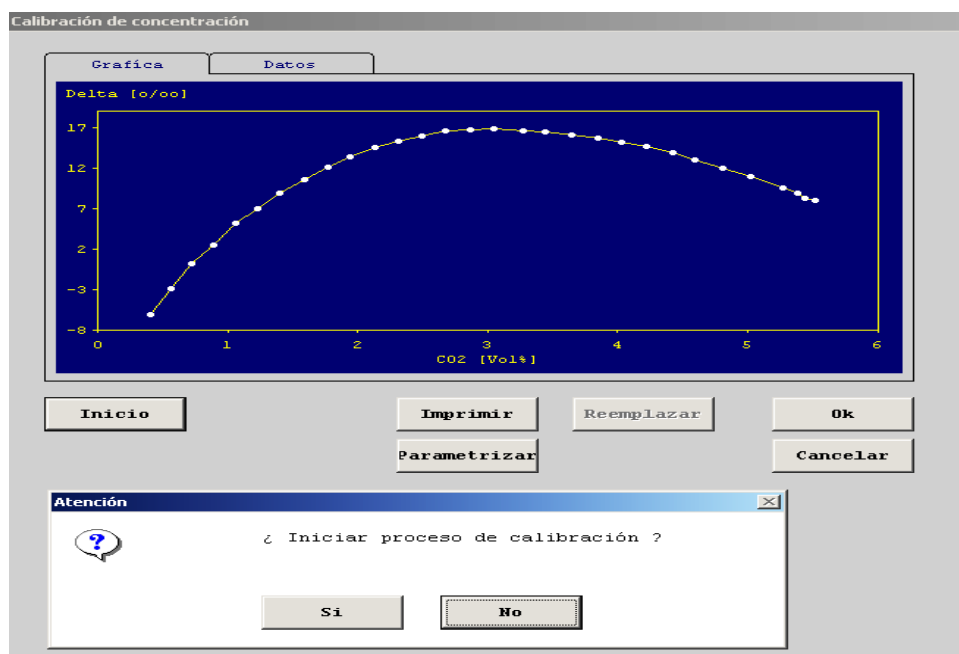 Calibración de concentración
Grafíca Datos
Delta [o/oo]
17
12
7
2
-3
-8
0 1 2 3 4 5 6
CO2 [Vol%]
Inicio Imprimir Reemplazar Ok
Parametrizar Cancelar
Atención
¿ Iniciar proceso de calibración ?
Si No